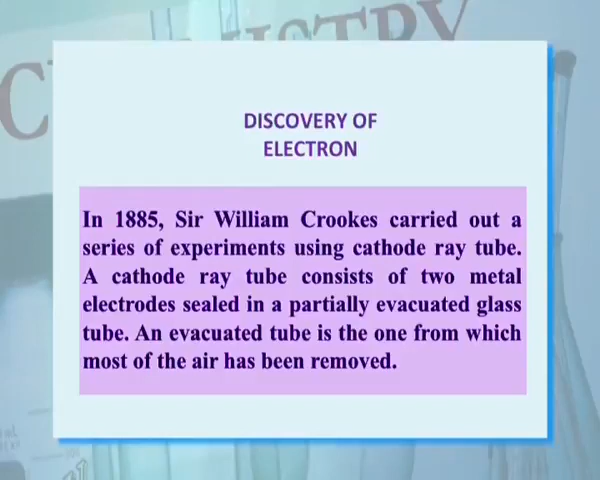 DISCOVERY OF
ELECTRON
In 1885, Sir William Crookes carried out a
series of experiments using cathode ray tube.
A cathode ray tube consists of two metal
electrodes sealed in a partially evacuated glass
tube. An evacuated tube is the one from which
most of the air has been removed.